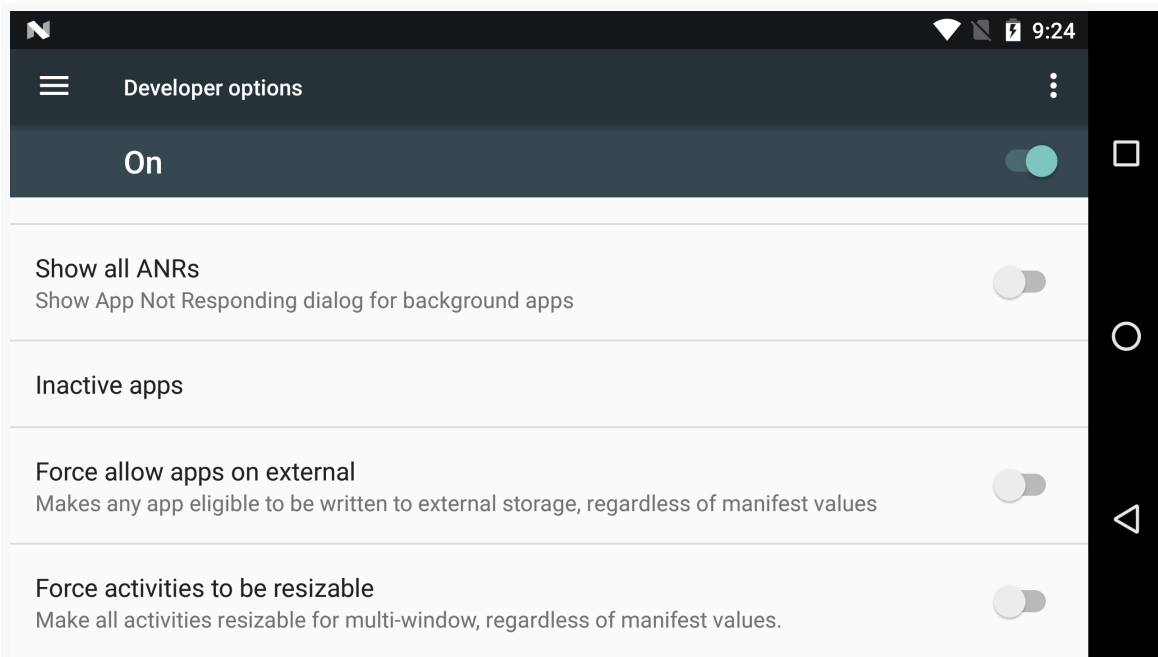 9:24
Developer options
On
Show all ANRs
Show App Not Responding dialog for background apps
Inactive apps
Force allow apps on external
Makes any app eligible to be written to external storage, regardless of manifest values
Force activities to be resizable
Make all activities resizable for multi-window, regardless of manifest values.